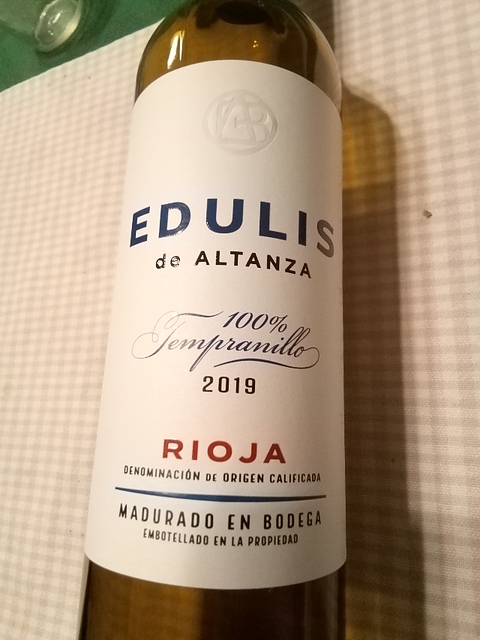 EDULIS
de ALTANZA
100%
Tempranillo
2019
RIOJA
DENOMINACIÓN DE ORIGEN CALIFICADA
MADURADO EN BODEGA
EMBOTELLADO EN LA PROPIEDAD